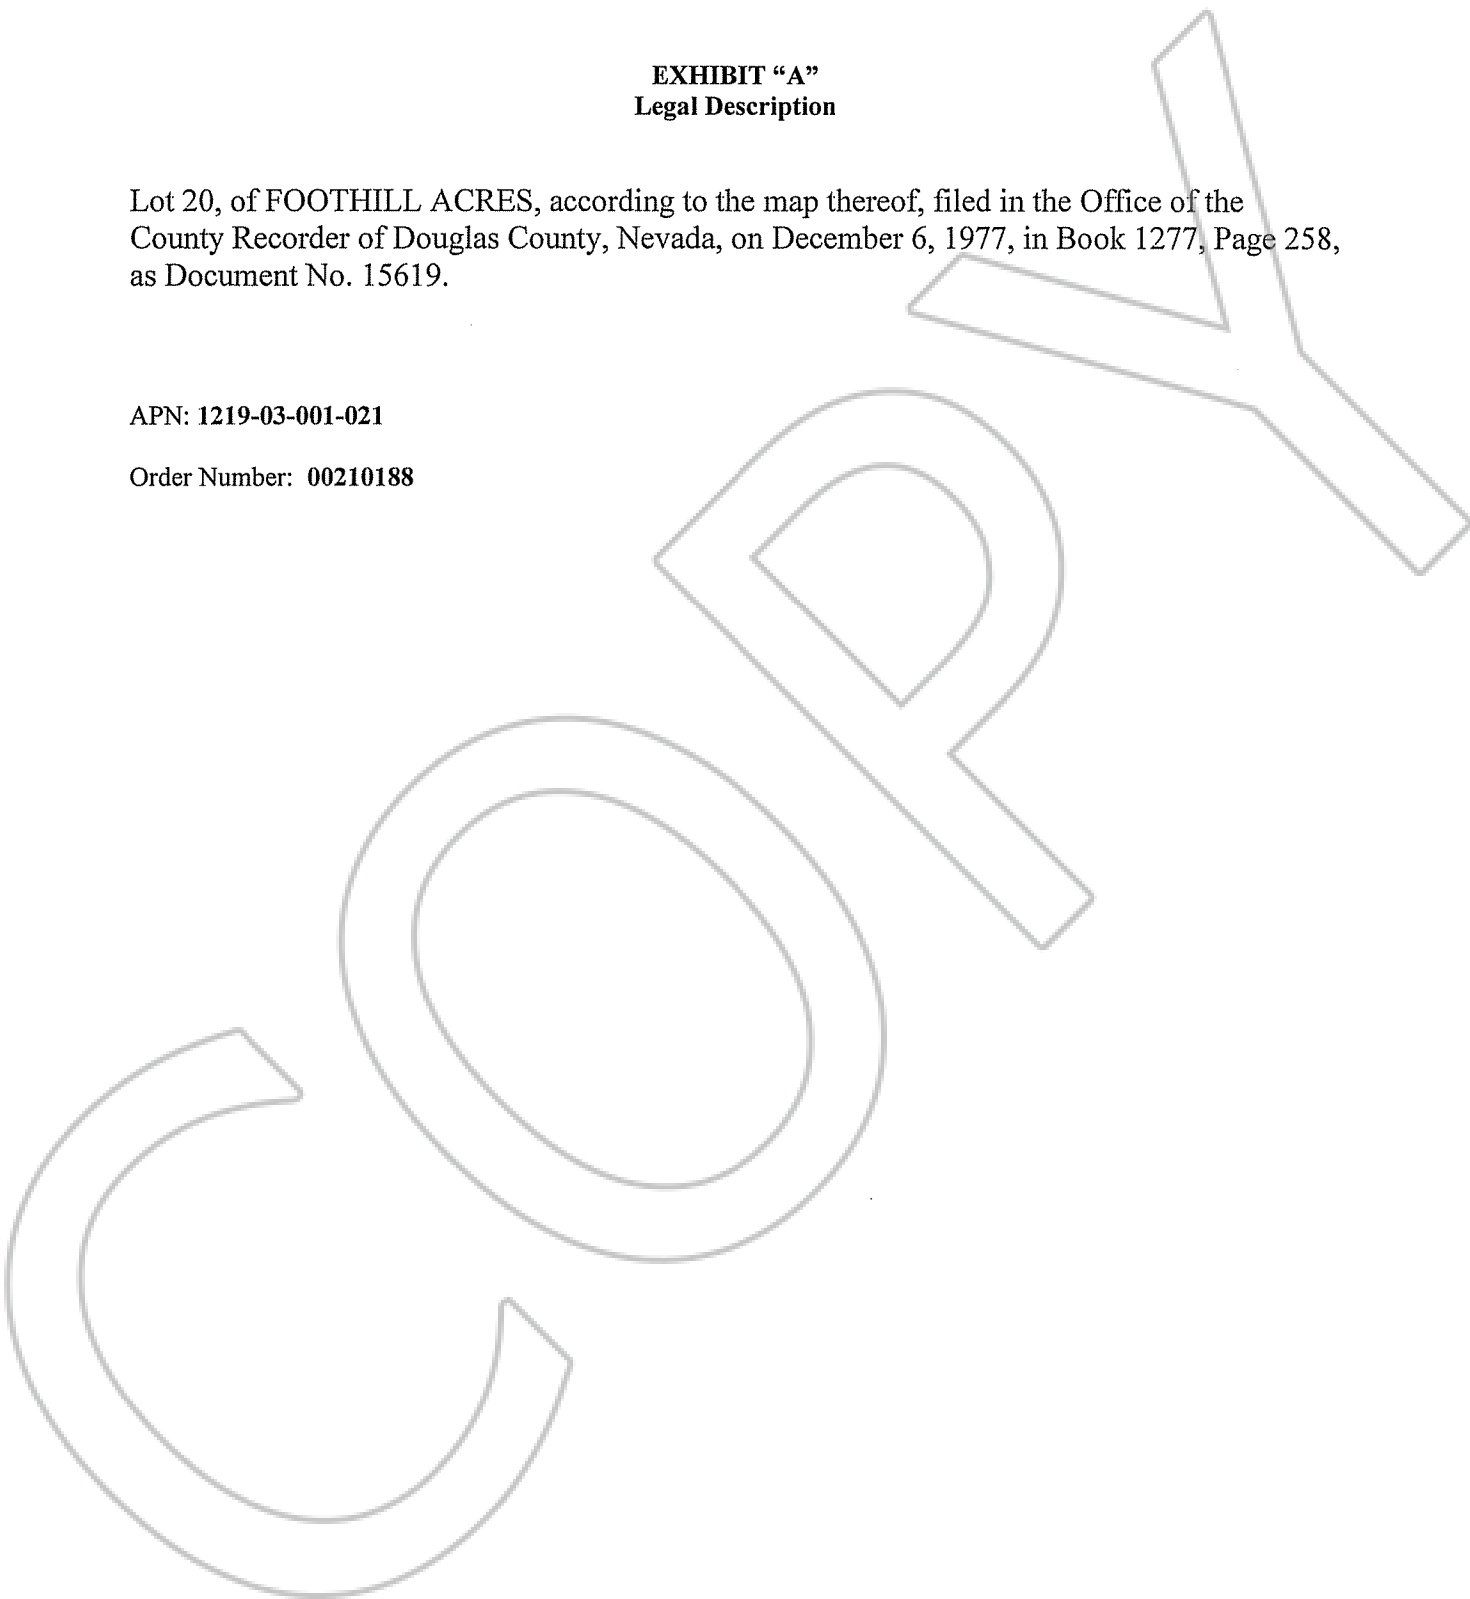 EXHIBIT “A”
Legal Description
Lot 20, of FOOTHILL ACRES, according to the map thereof, filed in the Office of the
County Recorder of Douglas County, Nevada, on December 6, 1977, in Book 1277, Page 258,
as Document No. 15619.
APN: 1219-03-001-021
Order Number: 00210188
COPY